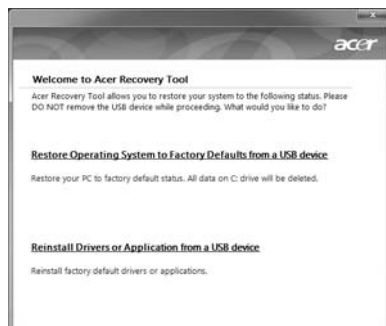 acer
Welcome to Acer Recovery Tool
Acer Recovery Tool allows you to restore your system to the following status. Please
DO NOT remove the USB device while proceeding. What would you like to do?
Restore Operating System to Factory Defaults from a USB device
Restore your PC to factory default status. All data on C: drive will be deleted.
Reinstall Drivers or Application from a USB device
Reinstall factory default drivers or applications.